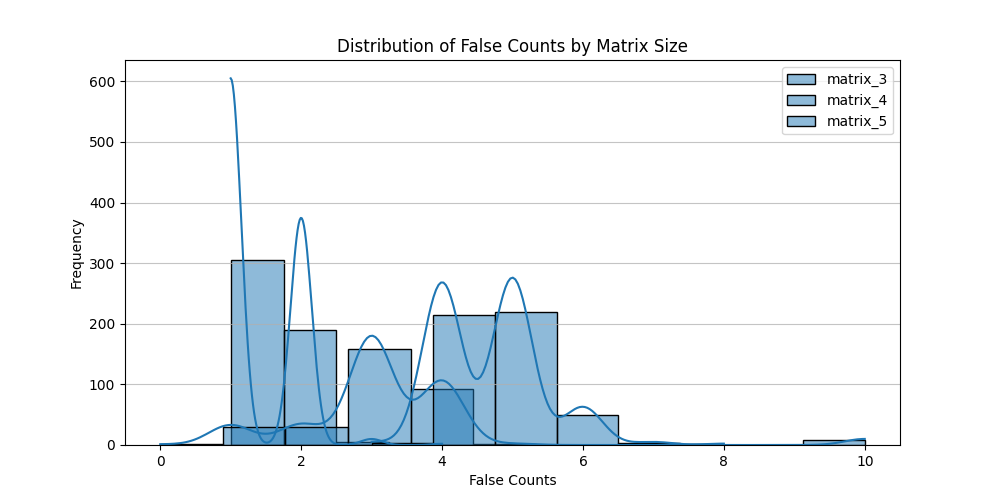 Distribution of False Counts by Matrix Size
600
500
400
300
200
100
0
Frequency
matrix_3
matrix_4
matrix_5
0 2 4 6 8 10
False Counts